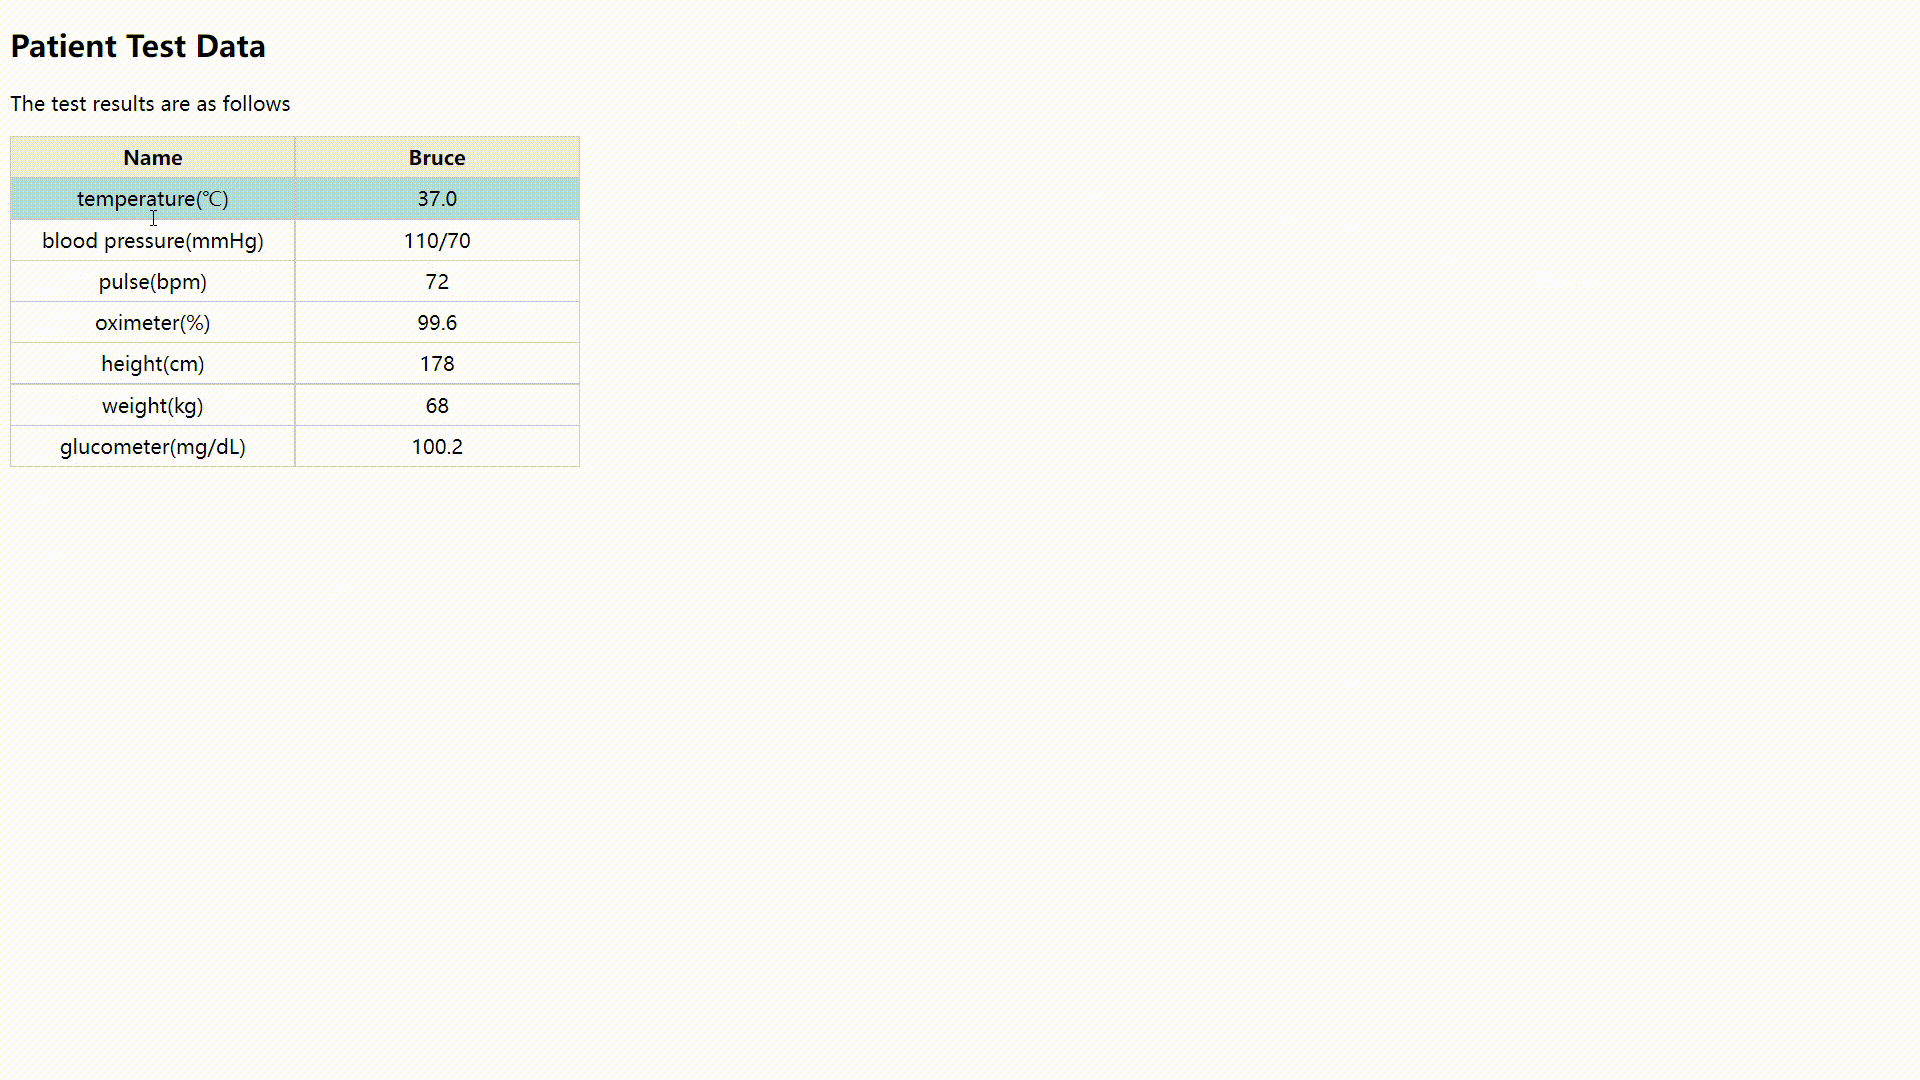 Patient Test Data
The test results are as follows
Name Bruce
temperature(℃) 37.0
blood pressure(mmHg) 110/70
pulse(bpm) 72
oximeter(%) 99.6
height(cm) 178
weight(kg) 68
glucometer(mg/dL) 100.2